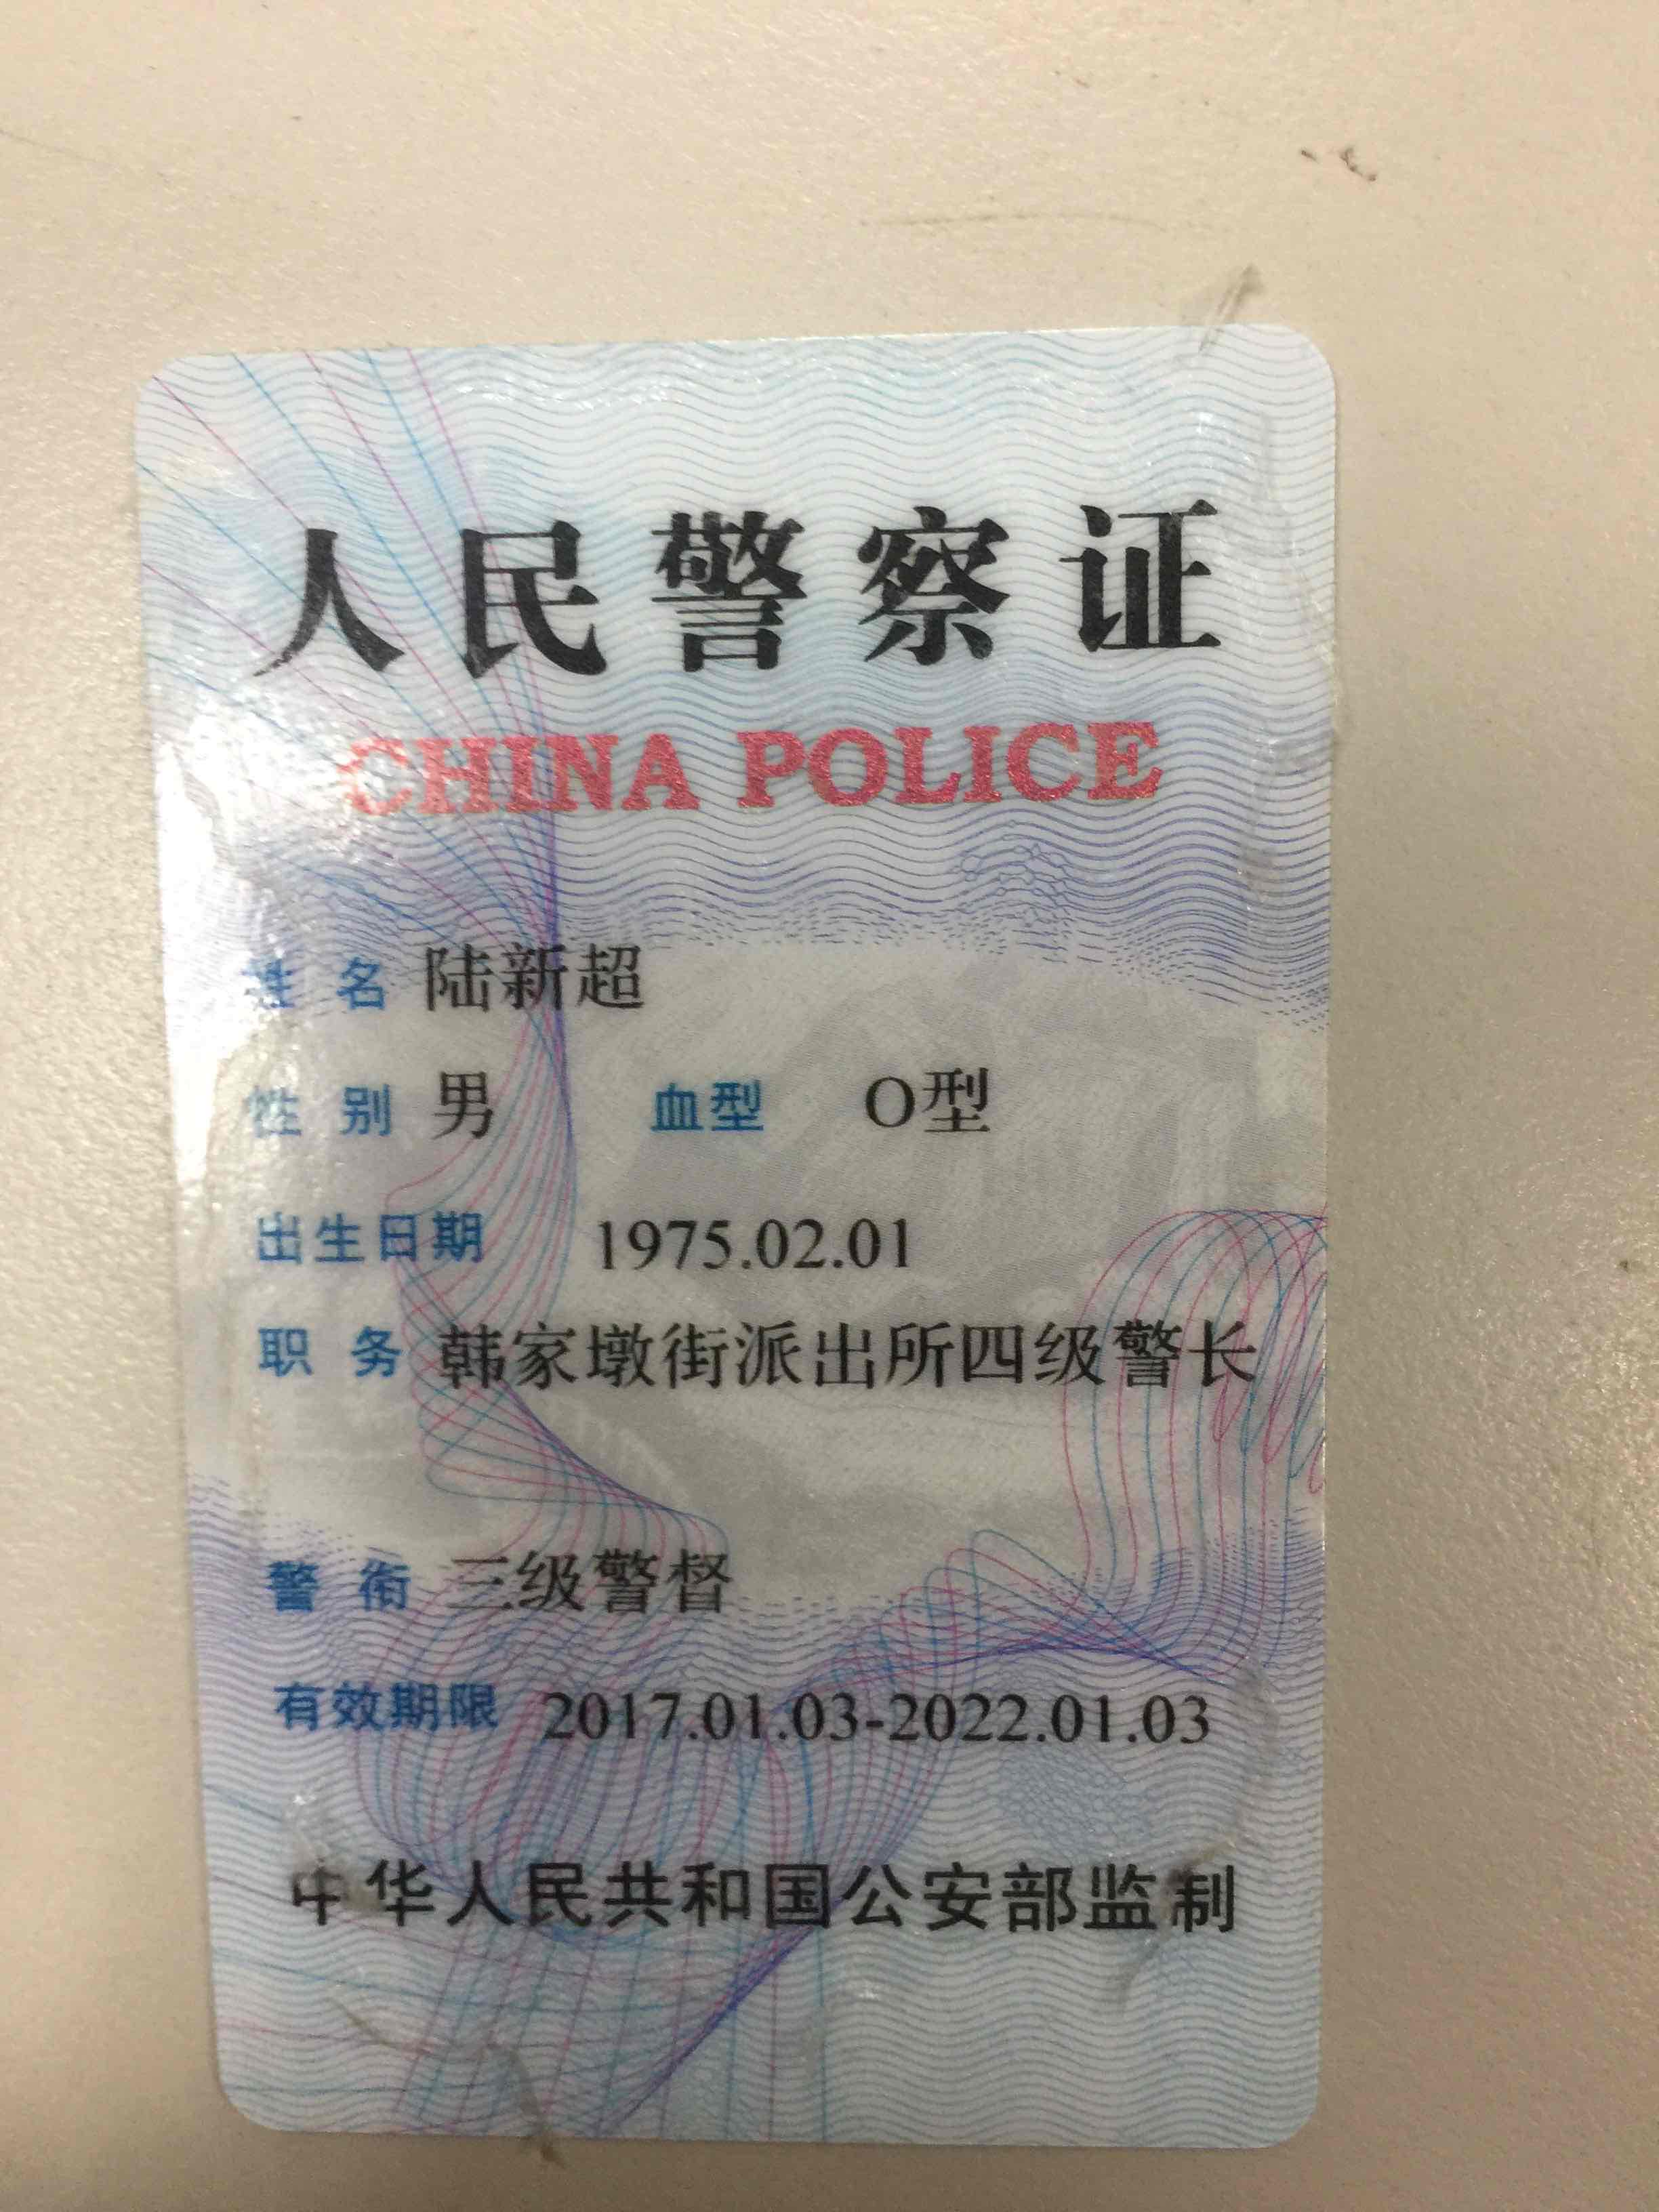 人民警察证
CHINA POLICE
姓 名 陆新超
性 别 男 血型 O型
出生日期 1975.02.01
职 务 韩家墩街派出所四级警长
警 衔 三级警督
有效期限 2017.01.03-2022.01.03
中华人民共和国公安部监制